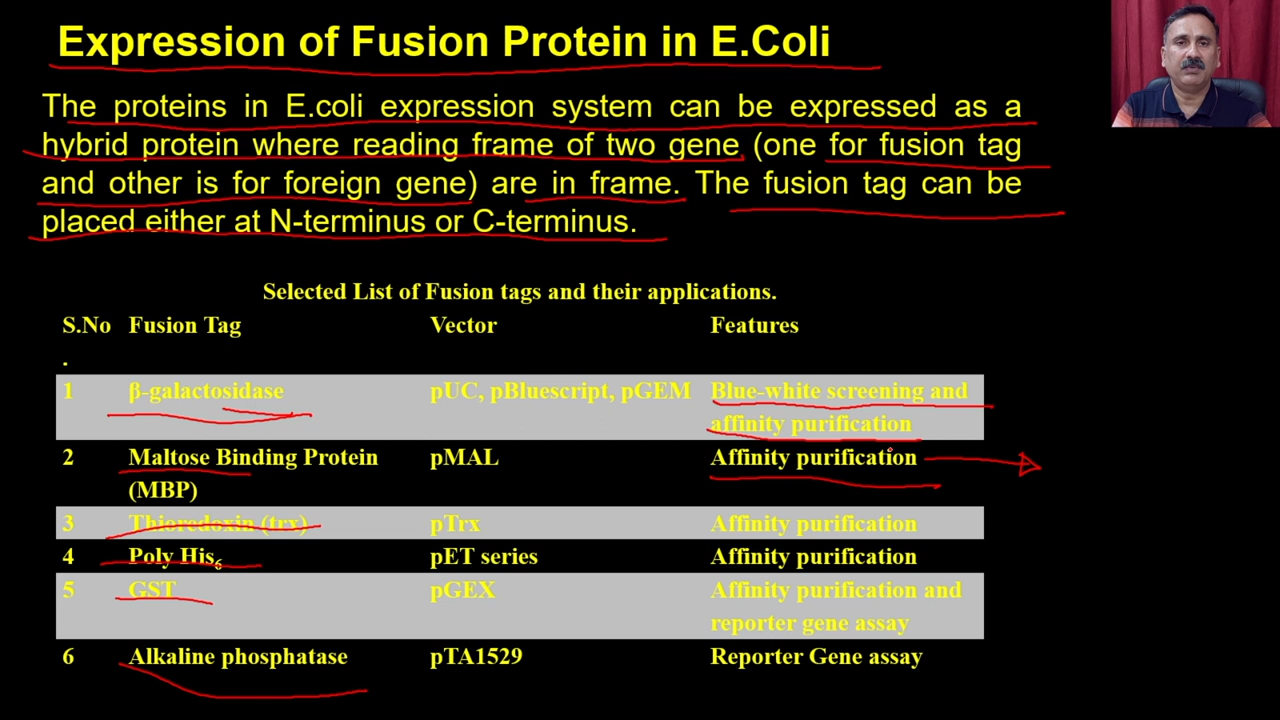 Expression of Fusion Protein in E.Coli
The proteins in E.coli expression system can be expressed as a
hybrid protein where reading frame of two gene (one for fusion tag
and other is for foreign gene) are in frame. The fusion tag can be
placed either at N-terminus or C-terminus.
Selected List of Fusion tags and their applications.
S.No Fusion Tag Vector Features
.
1 β-galactosidase pUC, pBluescript, pGEM Blue-white screening and
affinity purification
2 Maltose Binding Protein pMAL Affinity purification
(MBP)
3 Thioredoxin (trx) pTrx Affinity purification
4 Poly His₆ pET series Affinity purification
5 GST pGEX Affinity purification and
reporter gene assay
6 Alkaline phosphatase pTA1529 Reporter Gene assay